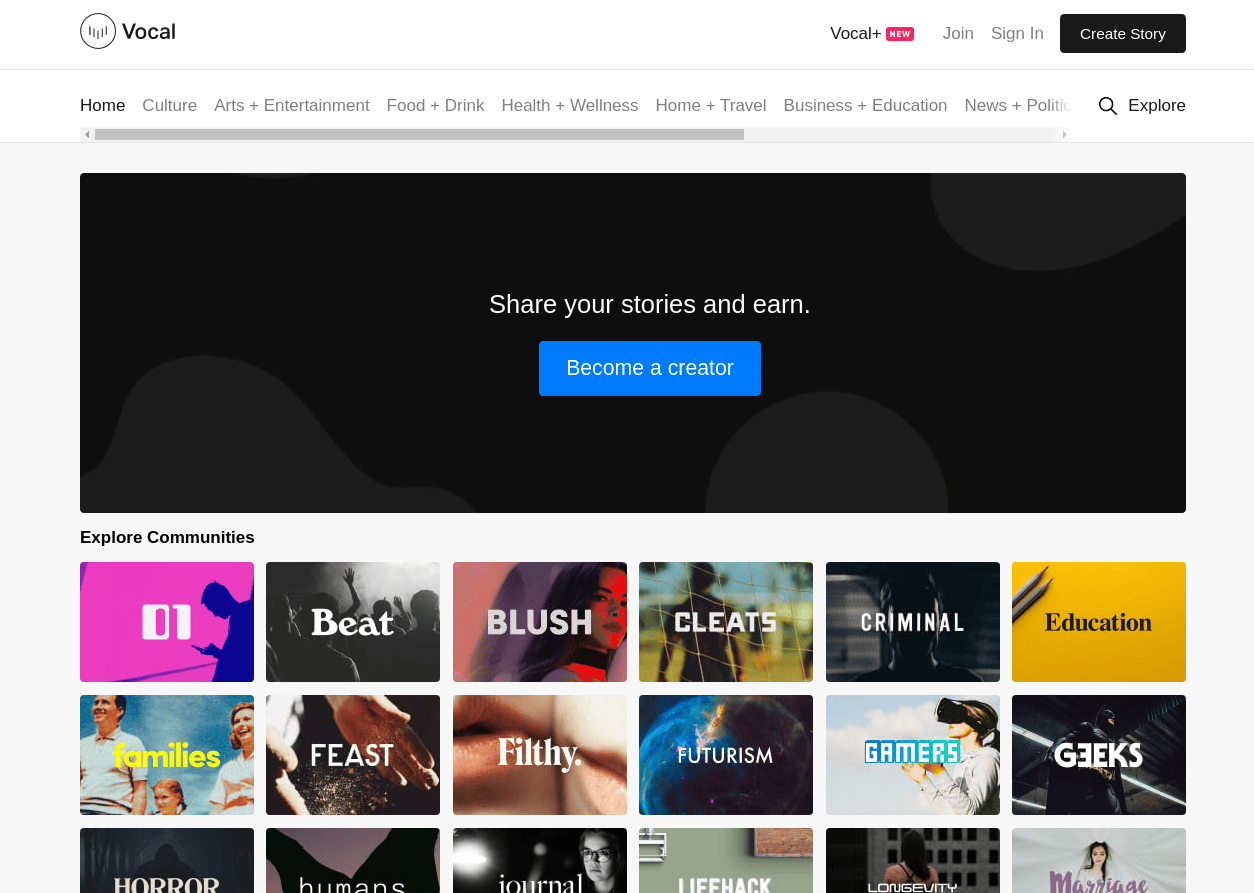 Vocal
Vocal+ NEW Join Sign In Create Story
Home Culture Arts + Entertainment Food + Drink Health + Wellness Home + Travel Business + Education News + Politic Explore
Share your stories and earn.
Become a creator
Explore Communities
01 Beat BLUSH CLEATS CRIMINAL Education
families FEAST Filthy. FUTURISM GAMERS GEEKS
HORROR humans journal LIFEHACK LONGEVITY Marriage